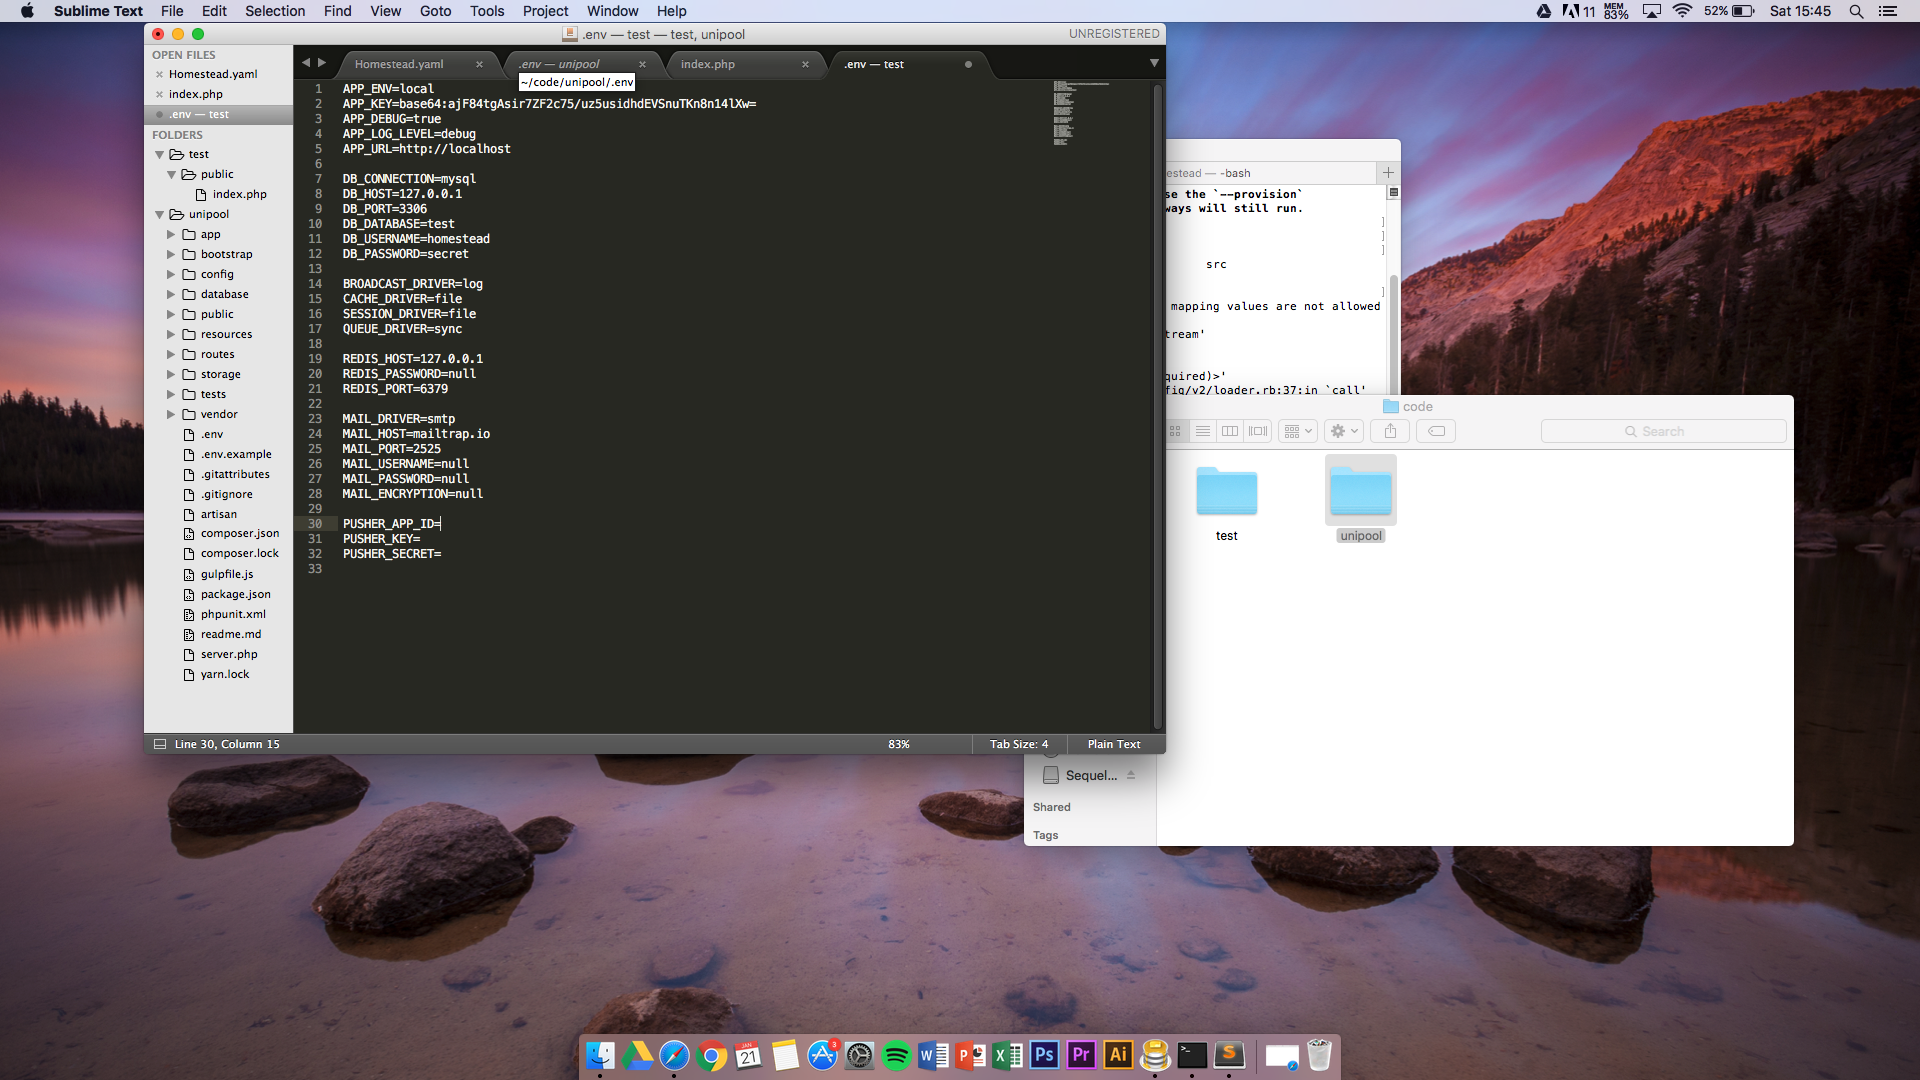 Sublime Text File Edit Selection Find View Goto Tools Project Window Help
11 MEM 83% 52% Sat 15:45
.env — test — test, unipool
UNREGISTERED
OPEN FILES
Homestead.yaml
index.php
.env — test
FOLDERS
test
public
index.php
unipool
app
bootstrap
config
database
public
resources
routes
storage
tests
vendor
.env
.env.example
.gitattributes
.gitignore
artisan
composer.json
composer.lock
gulpfile.js
package.json
phpunit.xml
readme.md
server.php
yarn.lock
Homestead.yaml
.env — unipool
index.php
.env — test
~/code/unipool/.env
1 APP_ENV=local
2 APP_KEY=base64:ajF84tgAsir7ZF2c75/uz5usidhdEVSnuTKn8n14lXw=
3 APP_DEBUG=true
4 APP_LOG_LEVEL=debug
5 APP_URL=http://localhost
6
7 DB_CONNECTION=mysql
8 DB_HOST=127.0.0.1
9 DB_PORT=3306
10 DB_DATABASE=test
11 DB_USERNAME=homestead
12 DB_PASSWORD=secret
13
14 BROADCAST_DRIVER=log
15 CACHE_DRIVER=file
16 SESSION_DRIVER=file
17 QUEUE_DRIVER=sync
18
19 REDIS_HOST=127.0.0.1
20 REDIS_PASSWORD=null
21 REDIS_PORT=6379
22
23 MAIL_DRIVER=smtp
24 MAIL_HOST=mailtrap.io
25 MAIL_PORT=2525
26 MAIL_USERNAME=null
27 MAIL_PASSWORD=null
28 MAIL_ENCRYPTION=null
29
30 PUSHER_APP_ID=
31 PUSHER_KEY=
32 PUSHER_SECRET=
33
Line 30, Column 15
83%
Tab Size: 4
Plain Text
estead — -bash
se the `--provision`
ways will still run.
]
]
]
src
]
mapping values are not allowed
tream'
quired)>'
fig/v2/loader.rb:37:in `call'
code
Search
test
unipool
Sequel...
Shared
Tags
JAN
21
3